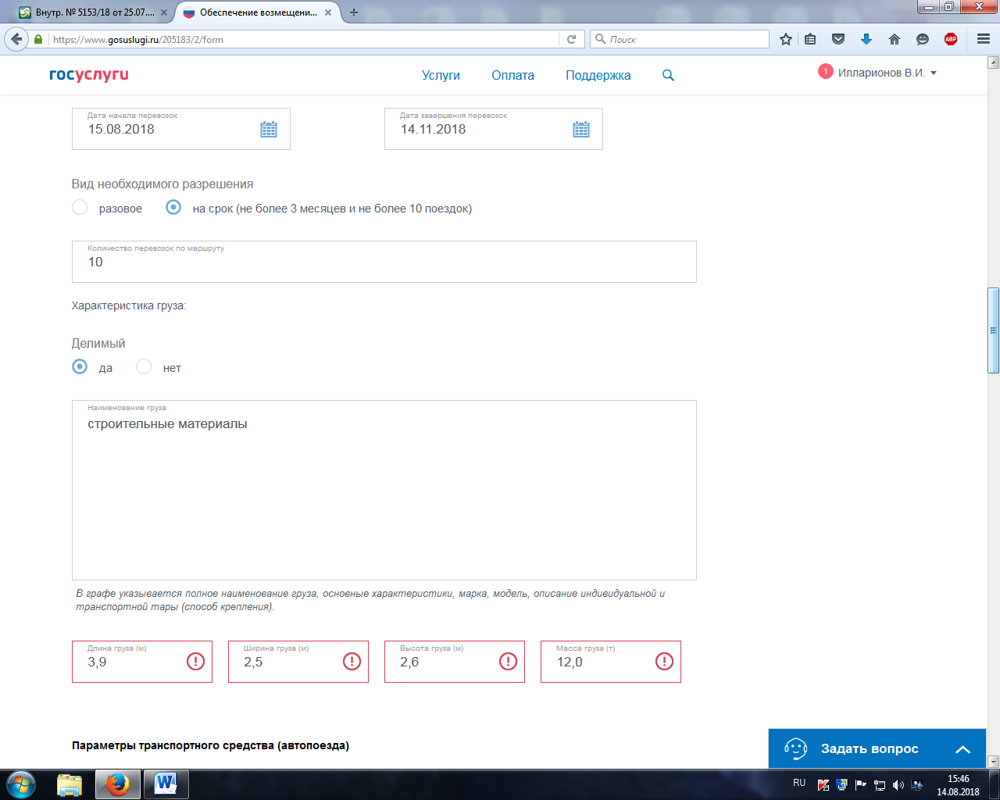 Внутр. № 5153/18 от 25.07....
Обеспечение возмещени...
https://www.gosuslugi.ru/205183/2/form
Поиск
ABP
госуслуги
Услуги
Оплата
Поддержка
1
Илларионов В.И.
Дата начала перевозок
15.08.2018
Дата завершения перевозок
14.11.2018
Вид необходимого разрешения
разовое
на срок (не более 3 месяцев и не более 10 поездок)
Количество перевозок по маршруту
10
Характеристика груза:
Делимый
да
нет
Наименование груза
строительные материалы
В графе указывается полное наименование груза, основные характеристики, марка, модель, описание индивидуальной и
транспортной тары (способ крепления).
Длина груза (м)
3,9
Ширина груза (м)
2,5
Высота груза (м)
2,6
Масса груза (т)
12,0
Параметры транспортного средства (автопоезда)
Задать вопрос
RU
15:46
14.08.2018